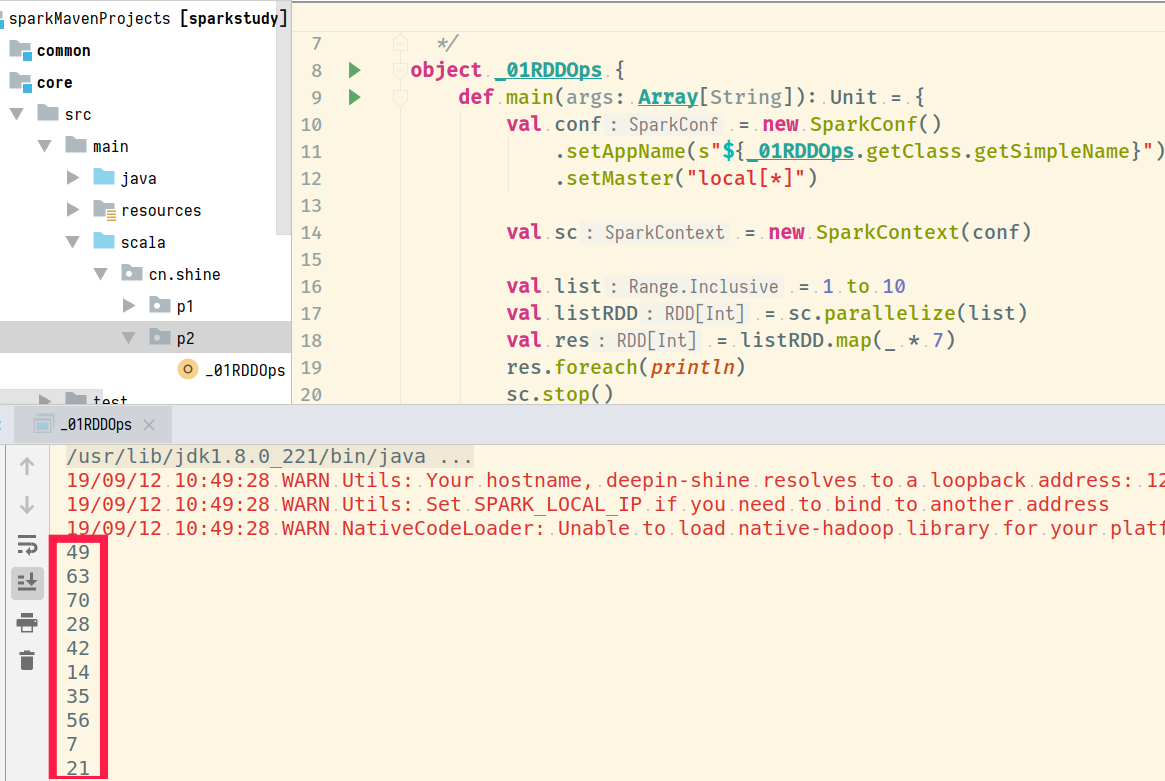 sparkMavenProjects [sparkstudy]
common
core
src
main
java
resources
scala
cn.shine
p1
p2
_01RDDOps
test
7 */
8 object _01RDDOps {
9 def main(args: Array[String]): Unit = {
10 val conf : SparkConf = new SparkConf()
11 .setAppName(s"${_01RDDOps.getClass.getSimpleName}")
12 .setMaster("local[*]")
13
14 val sc : SparkContext = new SparkContext(conf)
15
16 val list : Range.Inclusive = 1 to 10
17 val listRDD : RDD[Int] = sc.parallelize(list)
18 val res : RDD[Int] = listRDD.map(_ * 7)
19 res.foreach(println)
20 sc.stop()
_01RDDOps
/usr/lib/jdk1.8.0_221/bin/java ...
19/09/12 10:49:28 WARN Utils: Your hostname, deepin-shine resolves to a loopback address: 12
19/09/12 10:49:28 WARN Utils: Set SPARK_LOCAL_IP if you need to bind to another address
19/09/12 10:49:28 WARN NativeCodeLoader: Unable to load native-hadoop library for your platf
49
63
70
28
42
14
35
56
7
21